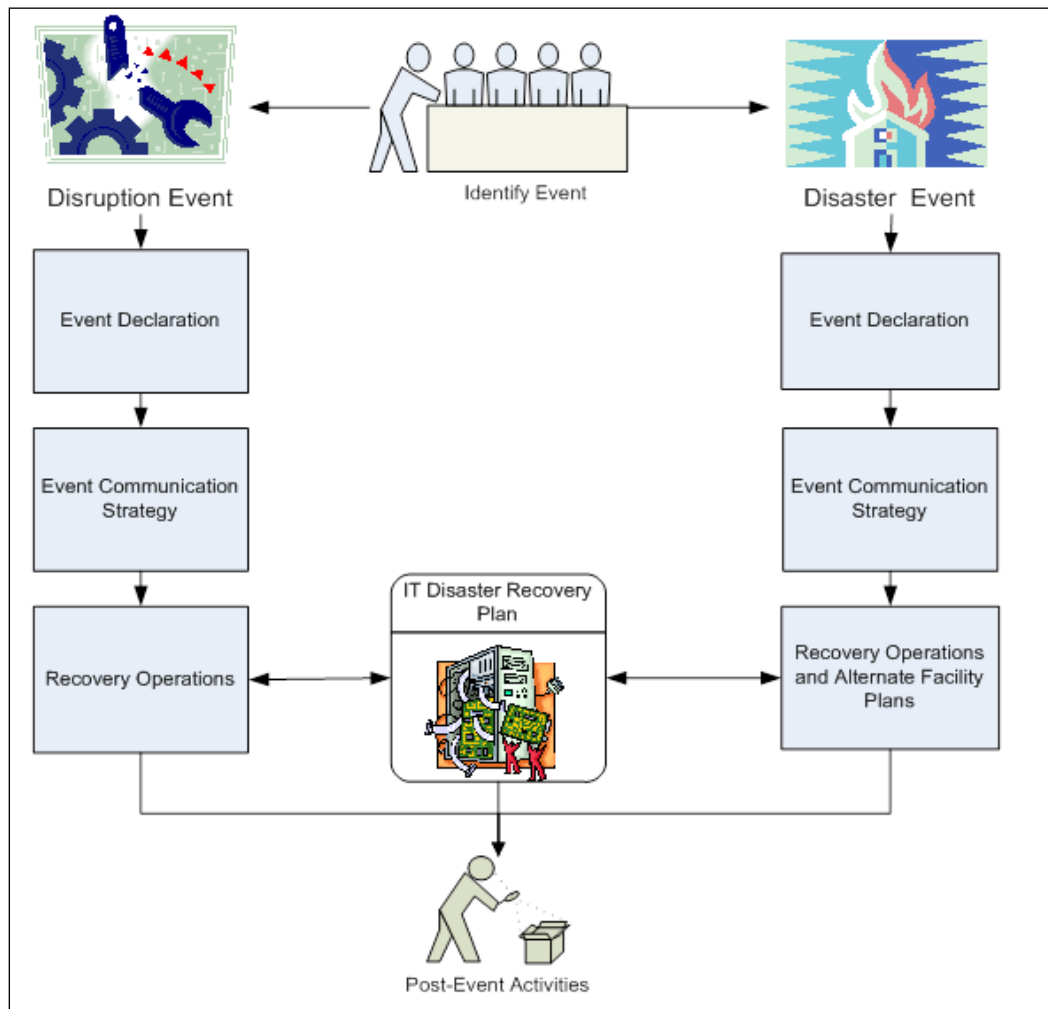 Identify Event
Disruption Event
Disaster Event
Event Declaration
Event Declaration
Event Communication
Strategy
Event Communication
Strategy
IT Disaster Recovery
Plan
Recovery Operations
Recovery Operations
and Alternate Facility
Plans
Post-Event Activities